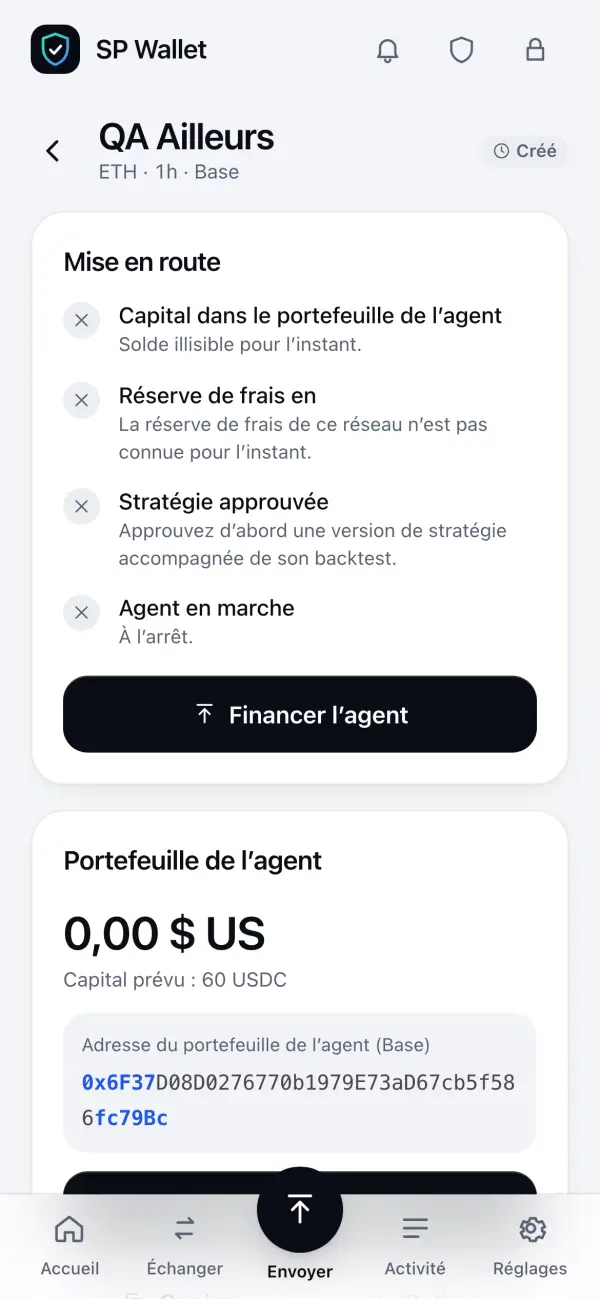 SP Wallet
QA Ailleurs
ETH · 1h · Base
Créé
Mise en route
Capital dans le portefeuille de l’agent
Solde illisible pour l’instant.
Réserve de frais en
La réserve de frais de ce réseau n’est pas
connue pour l’instant.
Stratégie approuvée
Approuvez d’abord une version de stratégie
accompagnée de son backtest.
Agent en marche
À l’arrêt.
Financer l’agent
Portefeuille de l’agent
0,00 $ US
Capital prévu : 60 USDC
Adresse du portefeuille de l’agent (Base)
0x6F37D08D0276770b1979E73aD67cb5f58
6fc79Bc
Accueil
Échanger
Envoyer
Activité
Réglages